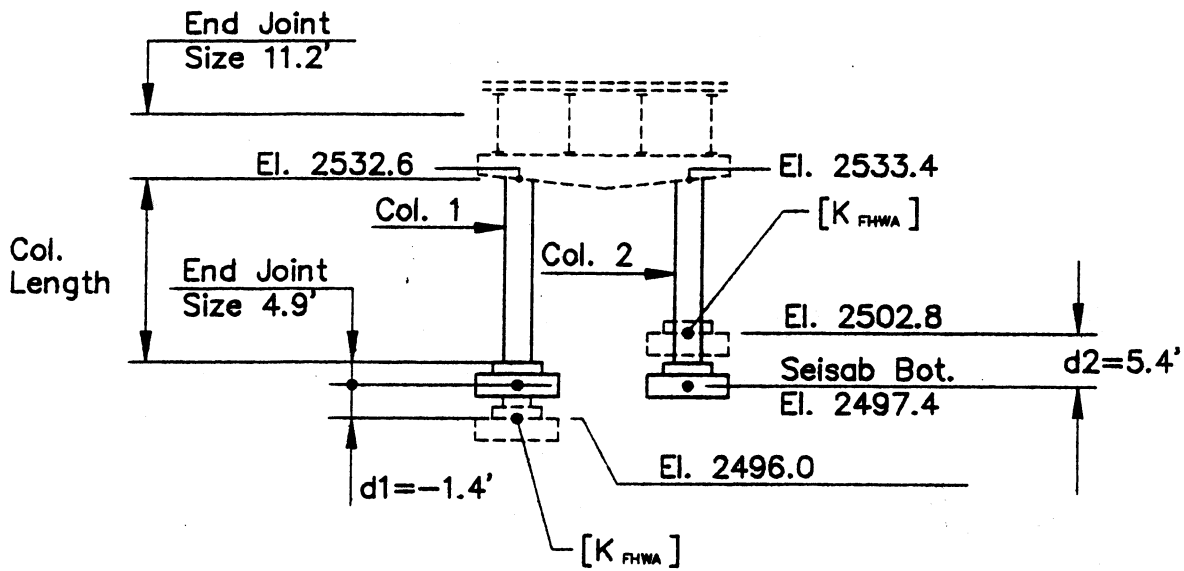 End Joint
Size 11.2'
El. 2532.6
El. 2533.4
[K FHWA]
Col. 1
Col. 2
Col.
Length
End Joint
Size 4.9'
El. 2502.8
Seisab Bot.
El. 2497.4
d2=5.4'
El. 2496.0
d1=-1.4'
[K FHWA]